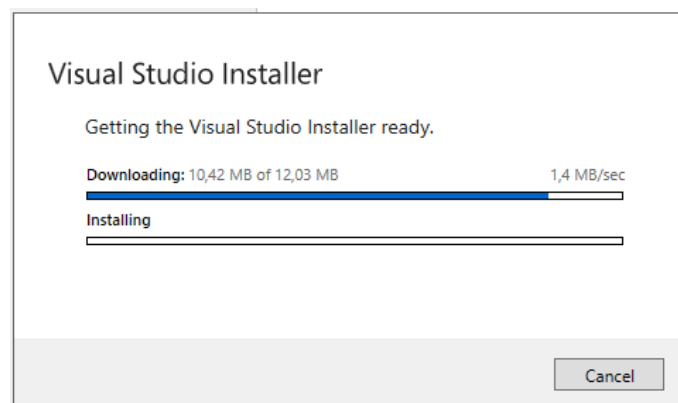 Visual Studio Installer
Getting the Visual Studio Installer ready.
Downloading: 10,42 MB of 12,03 MB 1,4 MB/sec
Installing
Cancel